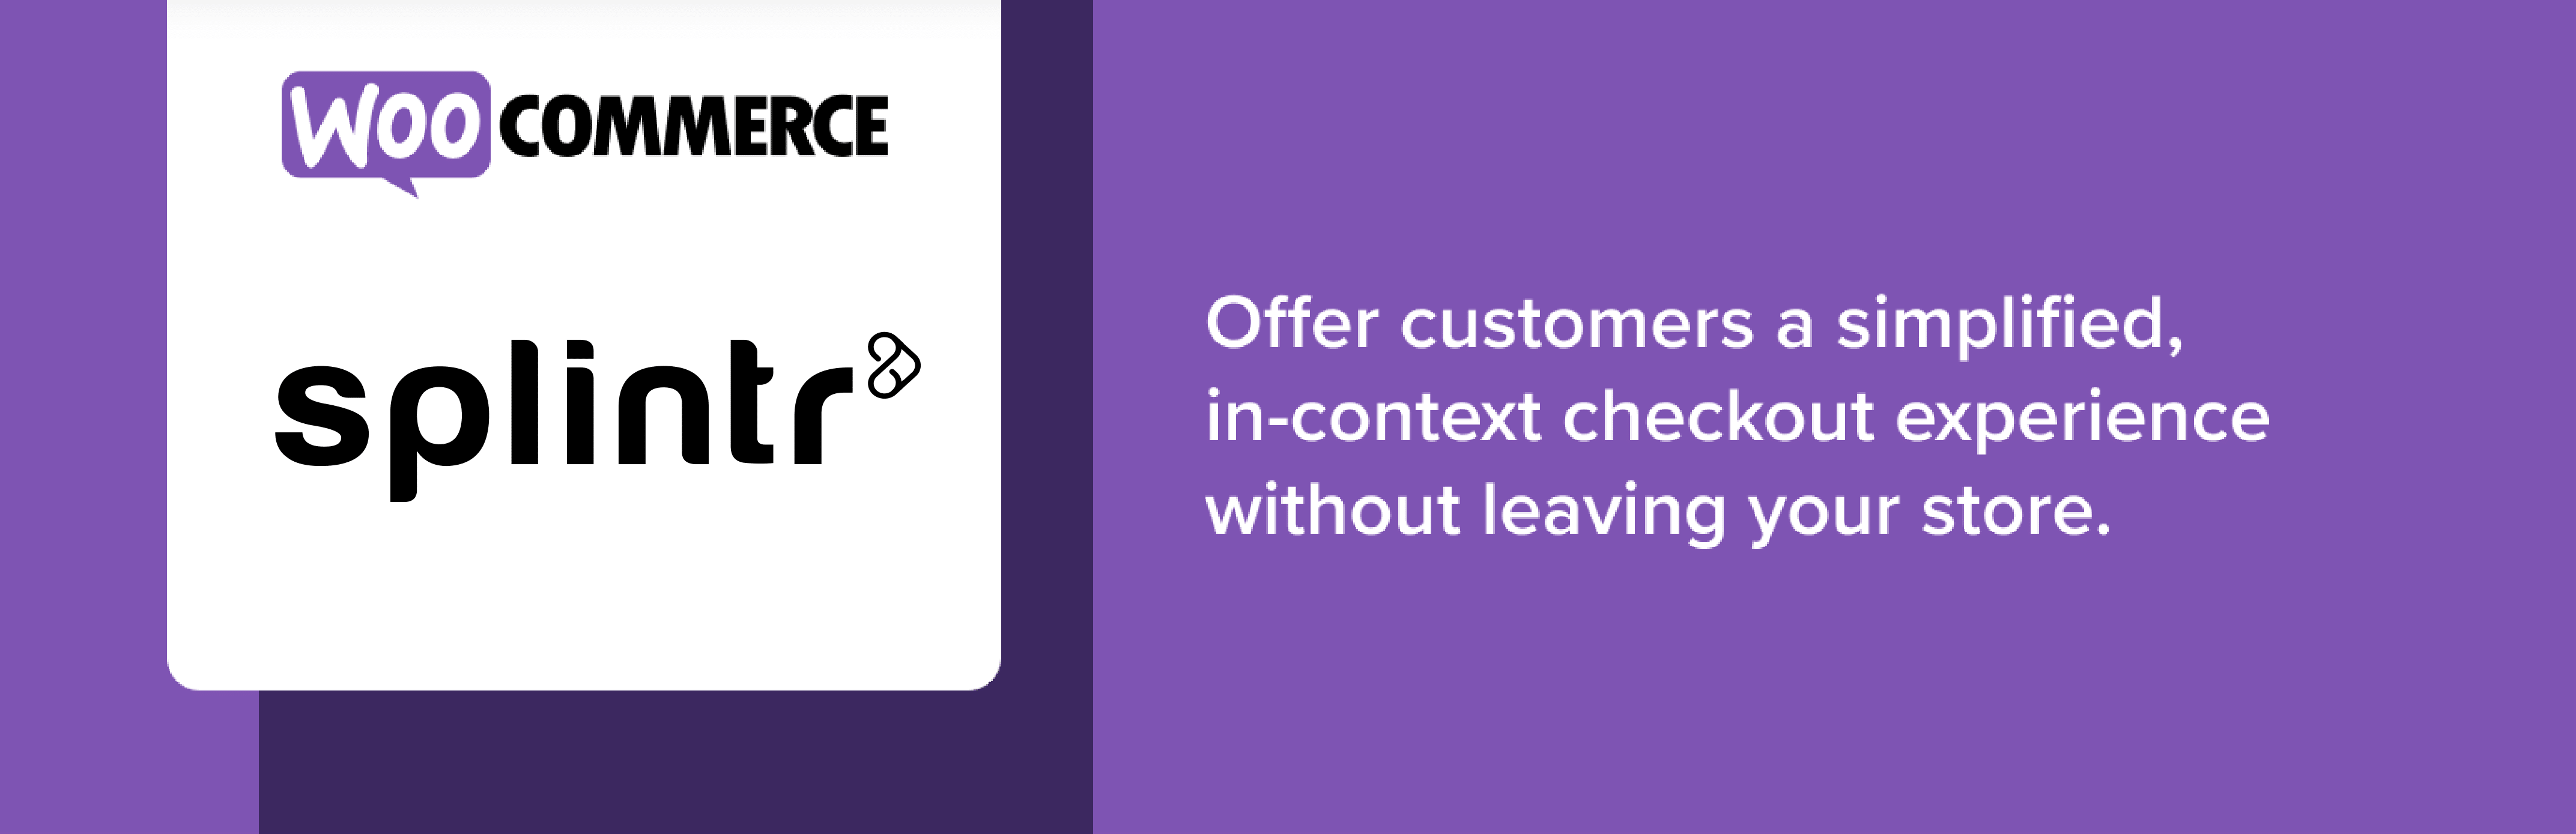 WOO COMMERCE
splintr
Offer customers a simplified,
in-context checkout experience
without leaving your store.